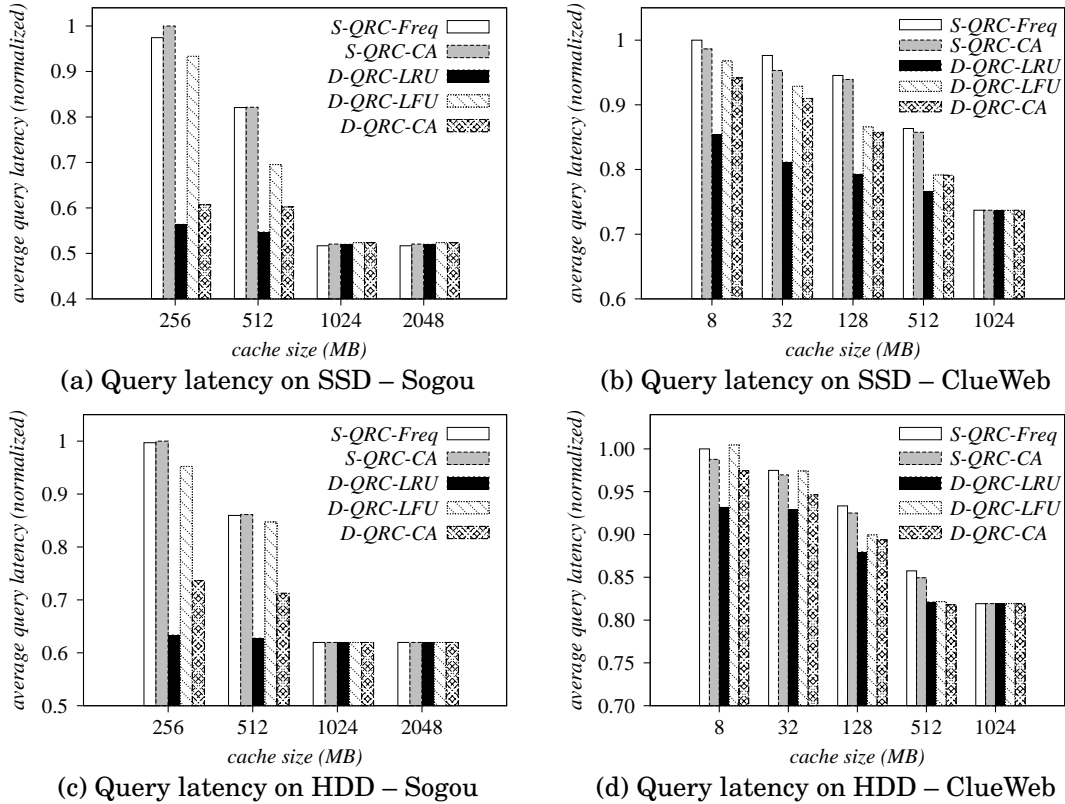 average query latency (normalized)
1
0.9
0.8
0.7
0.6
0.5
0.4
S-QRC-Freq
S-QRC-CA
D-QRC-LRU
D-QRC-LFU
D-QRC-CA
256 512 1024 2048
cache size (MB)
(a) Query latency on SSD – Sogou
average query latency (normalized)
1
0.9
0.8
0.7
0.6
S-QRC-Freq
S-QRC-CA
D-QRC-LRU
D-QRC-LFU
D-QRC-CA
8 32 128 512 1024
cache size (MB)
(b) Query latency on SSD – ClueWeb
average query latency (normalized)
1
0.9
0.8
0.7
0.6
0.5
S-QRC-Freq
S-QRC-CA
D-QRC-LRU
D-QRC-LFU
D-QRC-CA
256 512 1024 2048
cache size (MB)
(c) Query latency on HDD – Sogou
average query latency (normalized)
1.00
0.95
0.90
0.85
0.80
0.75
0.70
S-QRC-Freq
S-QRC-CA
D-QRC-LRU
D-QRC-LFU
D-QRC-CA
8 32 128 512 1024
cache size (MB)
(d) Query latency on HDD – ClueWeb